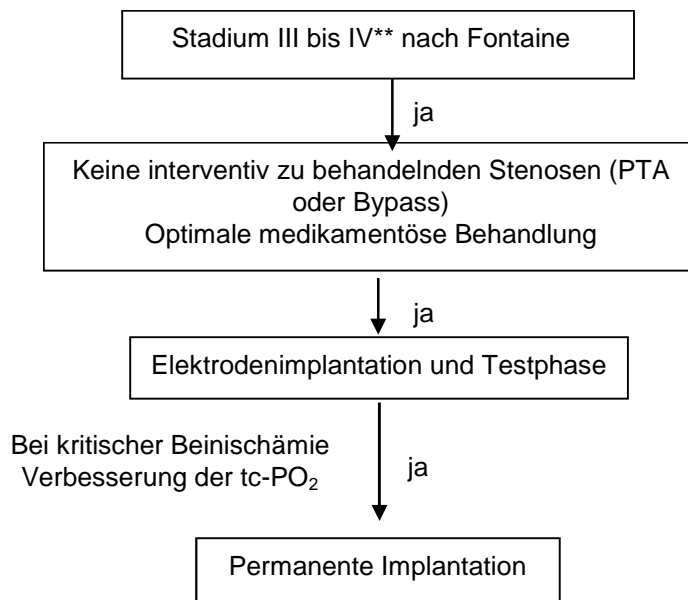 Stadium III bis IV** nach Fontaine
ja
Keine interventiv zu behandelnden Stenosen (PTA
oder Bypass)
Optimale medikamentöse Behandlung
ja
Elektrodenimplantation und Testphase
Bei kritischer Beinischämie
Verbesserung der tc-PO₂
ja
Permanente Implantation